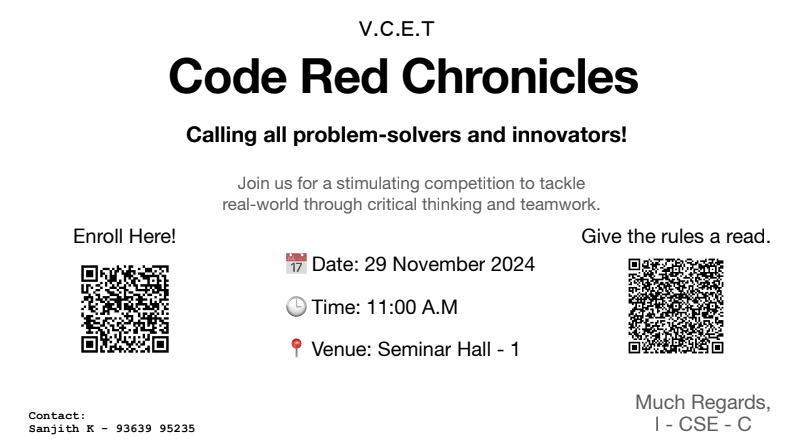 V.C.E.T
Code Red Chronicles
Calling all problem-solvers and innovators!
Join us for a stimulating competition to tackle
real-world through critical thinking and teamwork.
Enroll Here!
Give the rules a read.
17
Date: 29 November 2024
Time: 11:00 A.M
Venue: Seminar Hall - 1
Contact:
Sanjith K - 93639 95235
Much Regards,
I - CSE - C